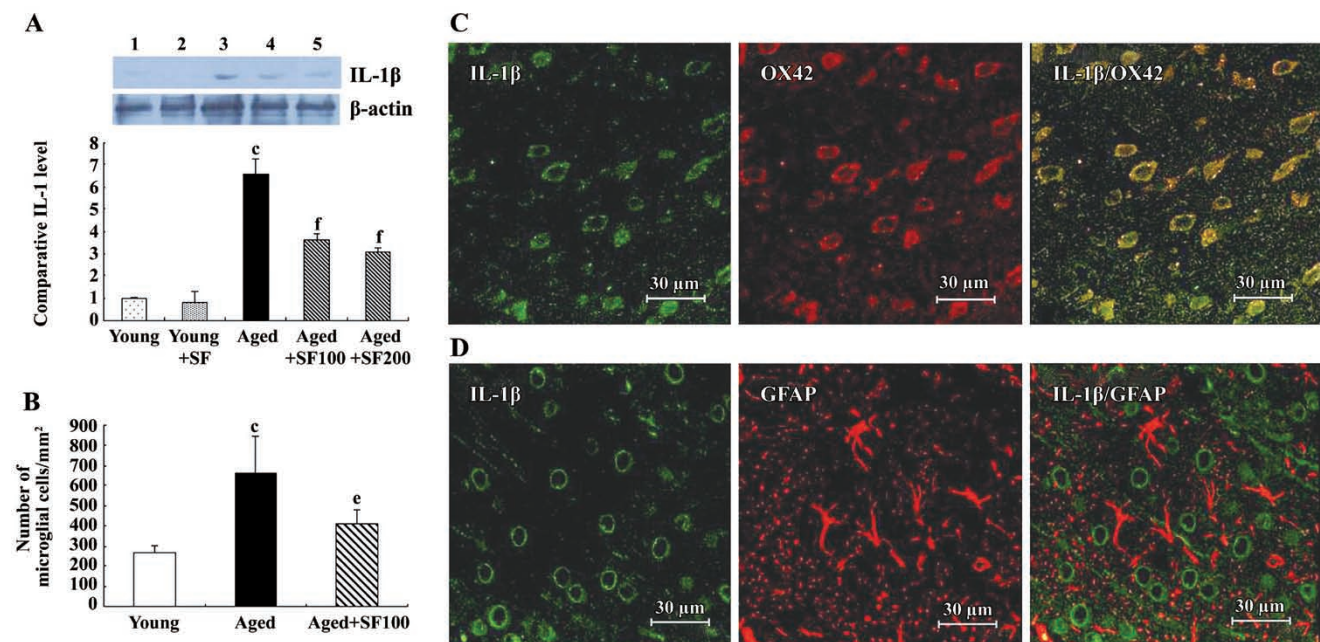 A
1 2 3 4 5
IL-1β
β-actin
Comparative IL-1 level
8
7
6
5
4
3
2
1
0
c
f
f
Young
Young +SF
Aged
Aged +SF100
Aged +SF200
B
Number of
microglial cells/mm²
900
800
700
600
500
400
300
200
100
000
c
e
Young
Aged
Aged+SF100
C
IL-1β
30 µm
OX42
30 µm
IL-1β/OX42
30 µm
D
IL-1β
30 µm
GFAP
30 µm
IL-1β/GFAP
30 µm